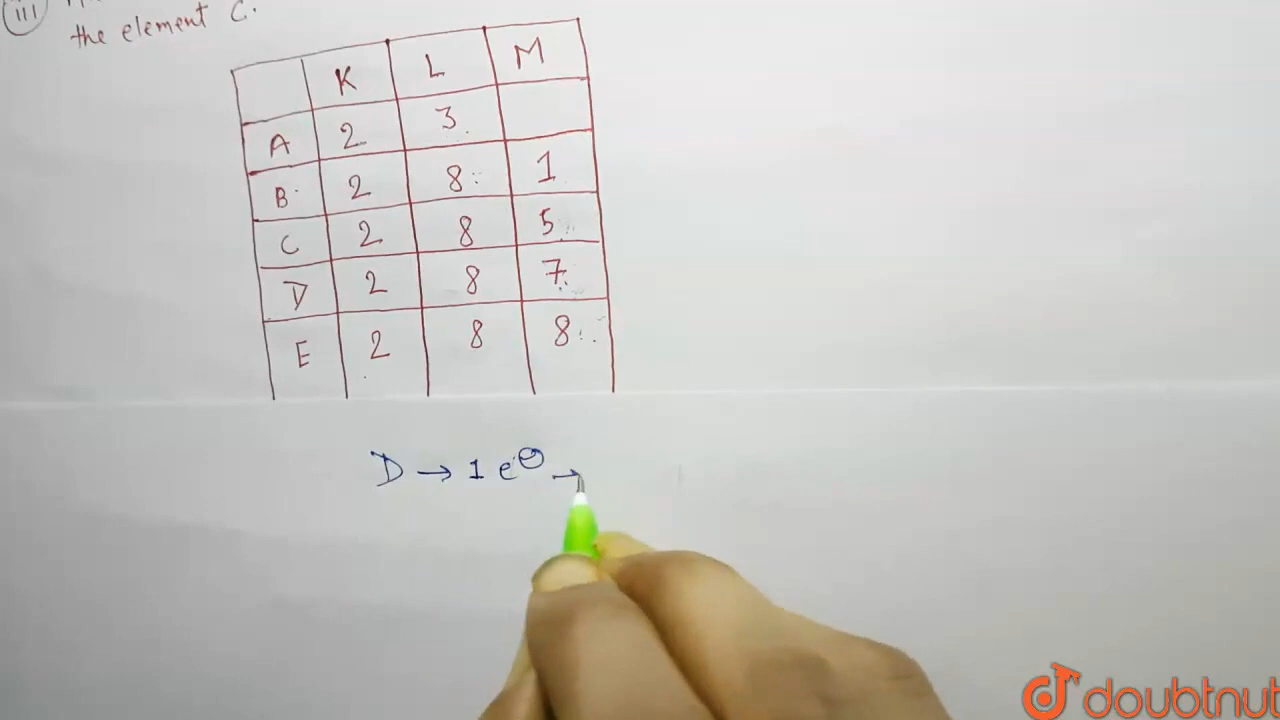 (iii)
the element C.
K L M
A 2 3
B 2 8 1
C 2 8 5
D 2 8 7
E 2 8 8
D → 1 e⊖ →
doubtnut